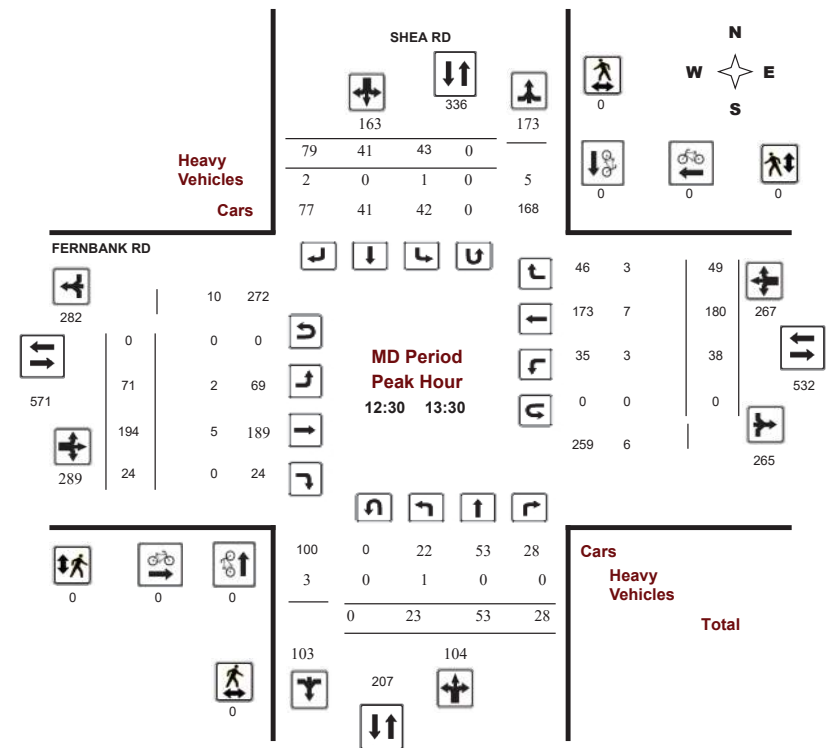 SHEA RD
N
W E
S
336
0
163 173
79 41 43 0
Heavy
Vehicles
2 0 1 0 5
0 0 0
Cars
77 41 42 0 168
FERNBANK RD
282
10 272
46 3 49
267
0 0 0
173 7 180
571
71 2 69
MD Period
Peak Hour
12:30 13:30
35 3 38
532
194 5 189
0 0 0
289
24 0 24
259 6
265
100 0 22 53 28
Cars
3 0 1 0 0
Heavy
Vehicles
0 0 0
0 23 53 28
Total
103 104
207
0